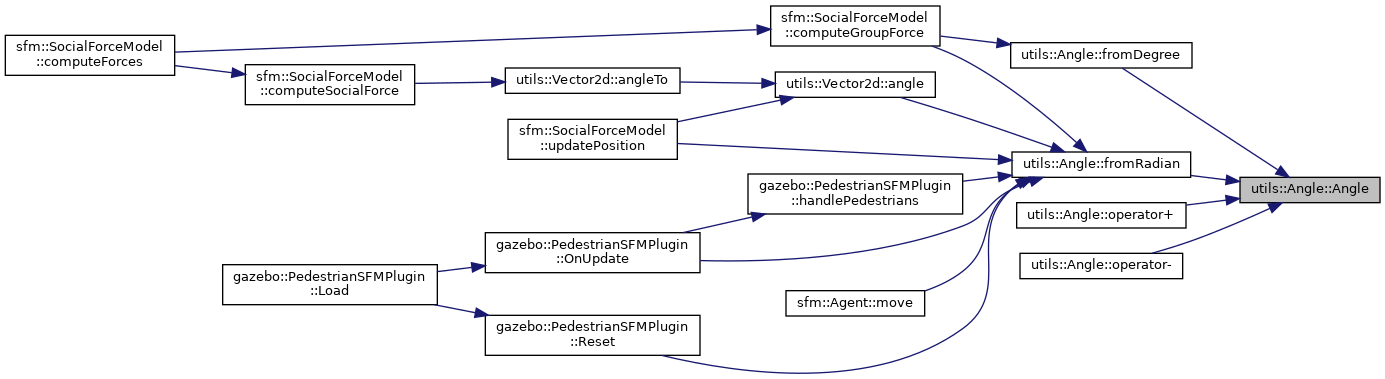 sfm::SocialForceModel
::computeForces
sfm::SocialForceModel
::computeSocialForce
utils::Vector2d::angleTo
sfm::SocialForceModel
::updatePosition
sfm::SocialForceModel
::computeGroupForce
utils::Vector2d::angle
utils::Angle::fromDegree
utils::Angle::fromRadian
utils::Angle::Angle
gazebo::PedestrianSFMPlugin
::handlePedestrians
utils::Angle::operator+
gazebo::PedestrianSFMPlugin
::OnUpdate
utils::Angle::operator-
gazebo::PedestrianSFMPlugin
::Load
sfm::Agent::move
gazebo::PedestrianSFMPlugin
::Reset